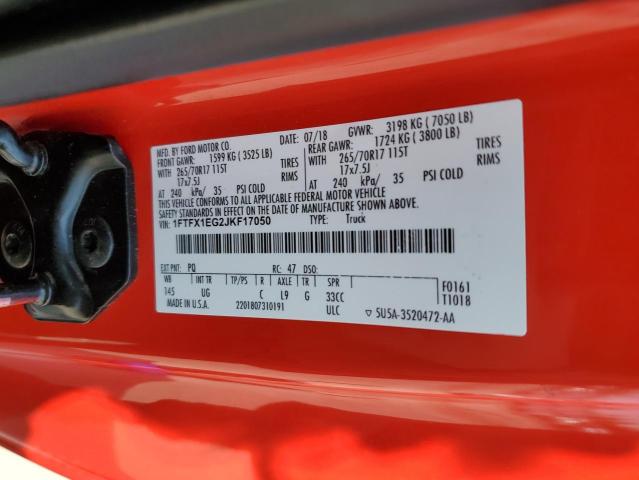 MFD. BY FORD MOTOR CO. DATE: 07/18 GVWR: 3198 KG ( 7050 LB)
FRONT GAWR: 1599 KG ( 3525 LB) REAR GAWR: 1724 KG ( 3800 LB)
WITH 265/70R17 115T TIRES WITH 265/70R17 115T TIRES
17x7.5J RIMS 17x7.5J RIMS
AT 240 kPa/ 35 PSI COLD AT 240 kPa/ 35 PSI COLD
THIS VEHICLE CONFORMS TO ALL APPLICABLE FEDERAL MOTOR VEHICLE
SAFETY STANDARDS IN EFFECT ON THE DATE OF MANUFACTURE SHOWN ABOVE.
VIN: 1FTFX1EG2JKF17050 TYPE: Truck
EXT PNT: PQ RC: 47 DSO: F0161
WB INT TR TP/PS R AXLE TR SPR T1018
145 UG C L9 G 33CC
MADE IN U.S.A. 2201807310191 ULC ▽ 5U5A-3520472-AA